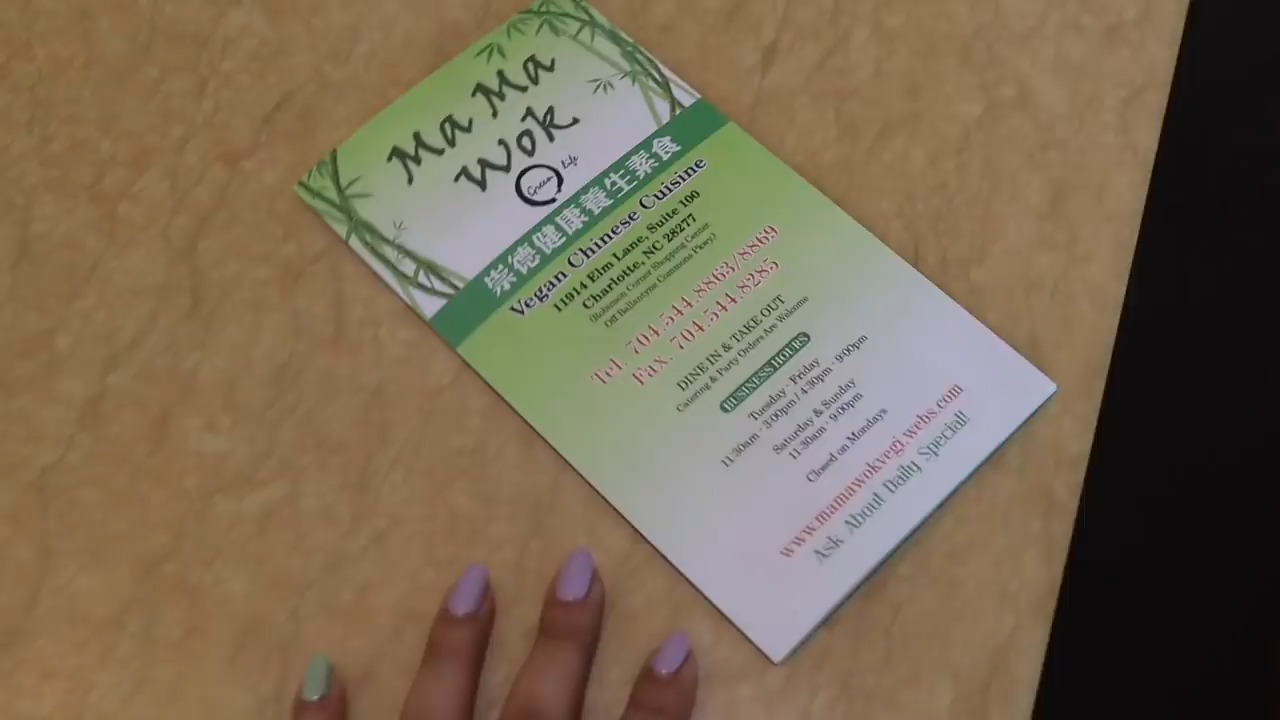 Ma Ma
Wok
Green Life
崇德健康養生素食
Vegan Chinese Cuisine
11914 Elm Lane, Suite 100
Charlotte, NC 28277
(Robinson Corner Shopping Center
Off Ballantyne Commons Pkwy.)
Tel. 704.544.8863/8869
Fax. 704.544.8285
DINE IN & TAKE OUT
Catering & Party Orders Are Welcome
BUSINESS HOURS
Tuesday - Friday
11:30am - 3:00pm / 4:30pm - 9:00pm
Saturday & Sunday
11:30am - 9:00pm
Closed on Mondays
www.mamawokvegi.webs.com
Ask About Daily Special!